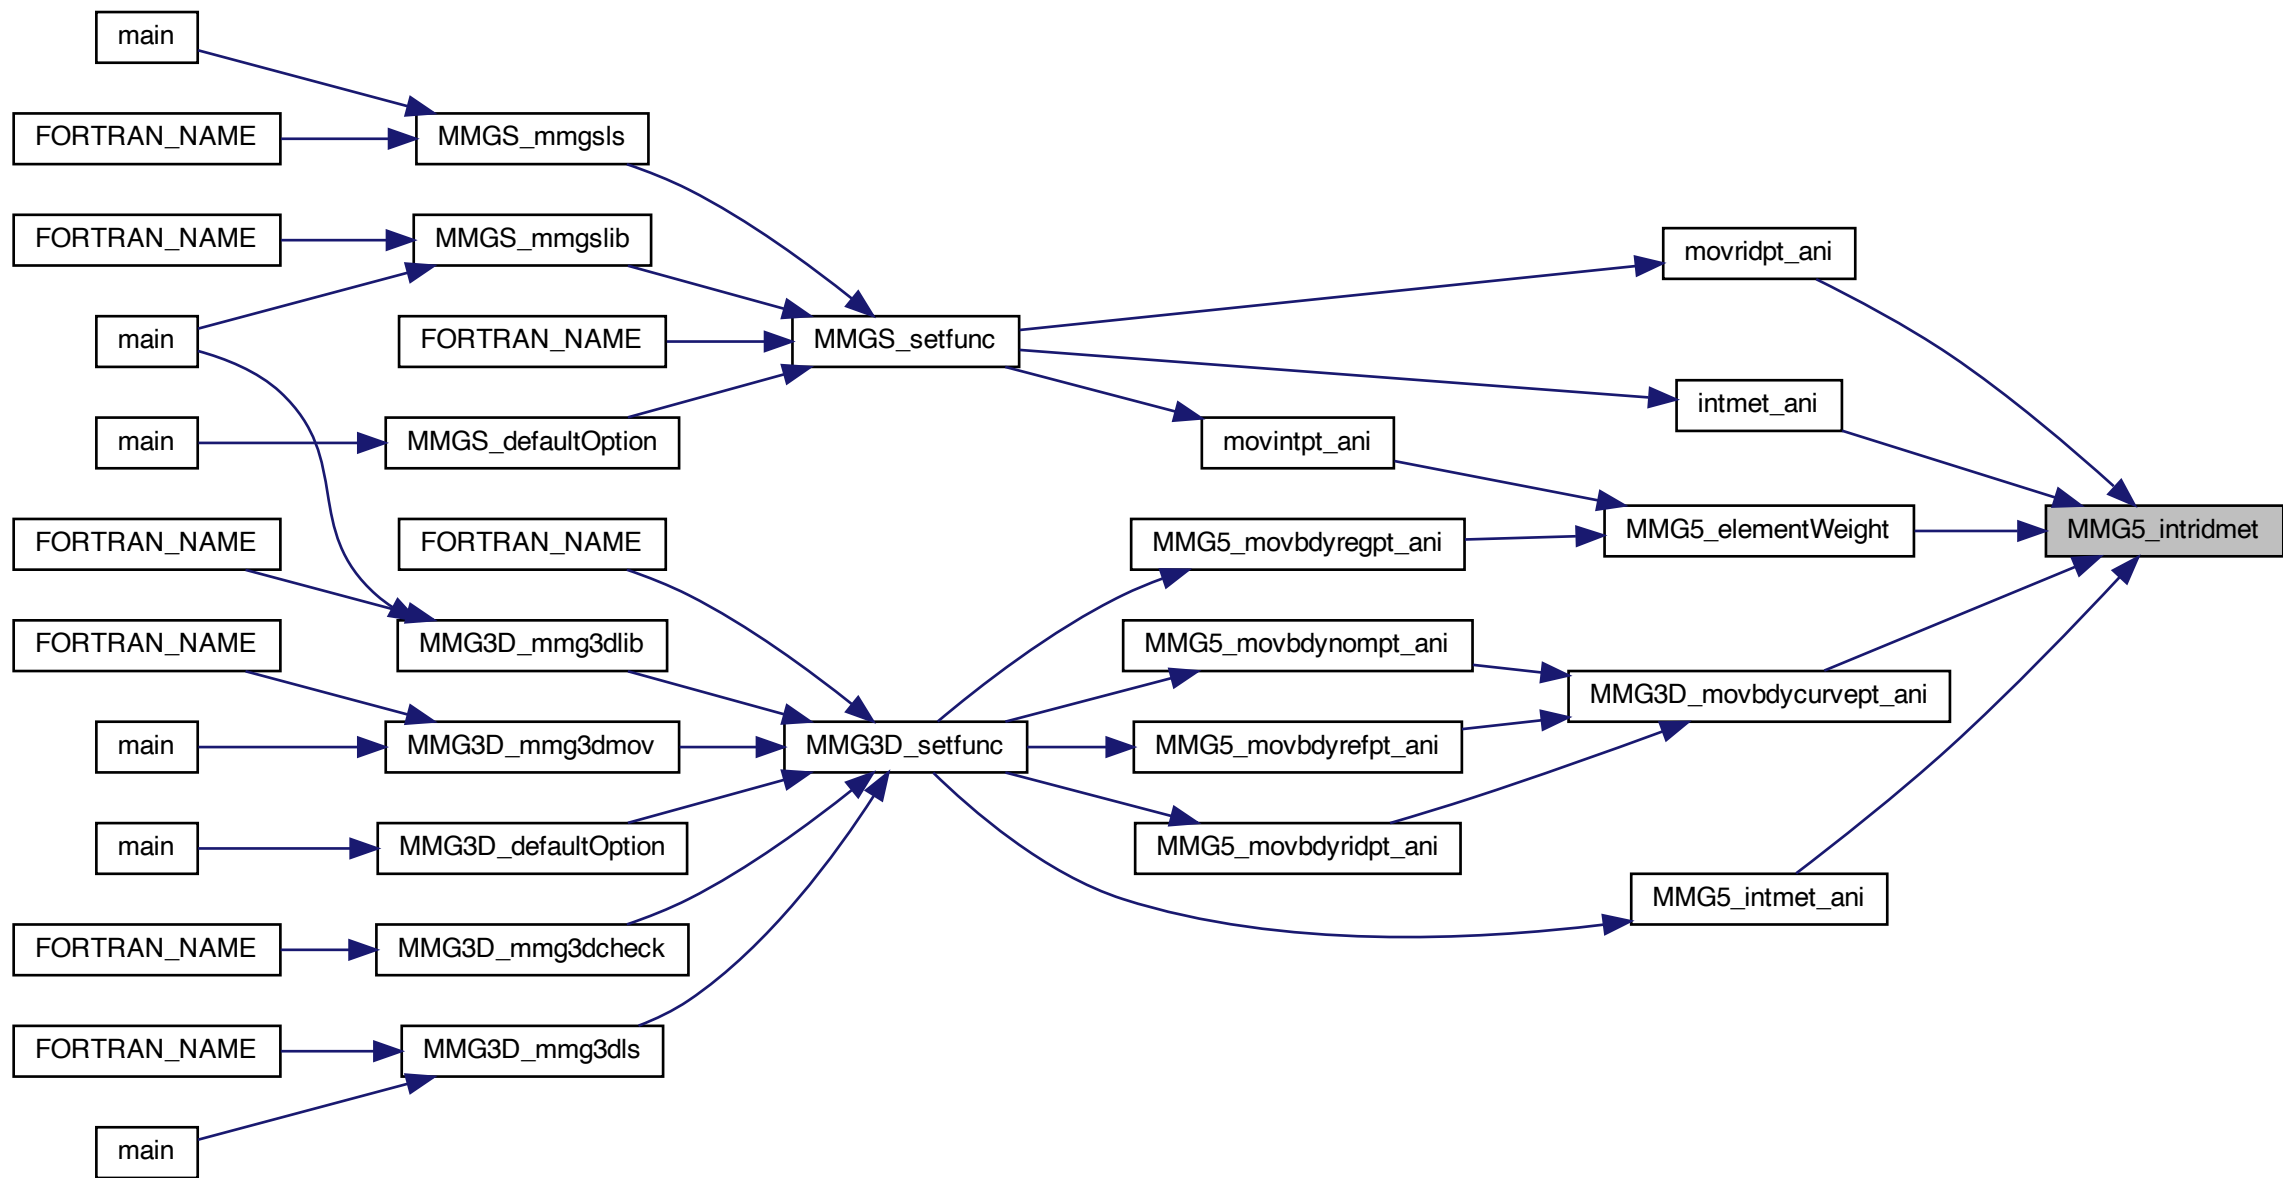 main
FORTRAN_NAME
MMGS_mmgsls
FORTRAN_NAME
MMGS_mmgslib
movridpt_ani
main
FORTRAN_NAME
MMGS_setfunc
intmet_ani
main
MMGS_defaultOption
movintpt_ani
FORTRAN_NAME
FORTRAN_NAME
MMG5_movbdyregpt_ani
MMG5_elementWeight
MMG5_intridmet
FORTRAN_NAME
MMG3D_mmg3dlib
MMG5_movbdynompt_ani
MMG3D_movbdycurvept_ani
main
MMG3D_mmg3dmov
MMG3D_setfunc
MMG5_movbdyrefpt_ani
main
MMG3D_defaultOption
MMG5_movbdyridpt_ani
MMG5_intmet_ani
FORTRAN_NAME
MMG3D_mmg3dcheck
FORTRAN_NAME
MMG3D_mmg3dls
main